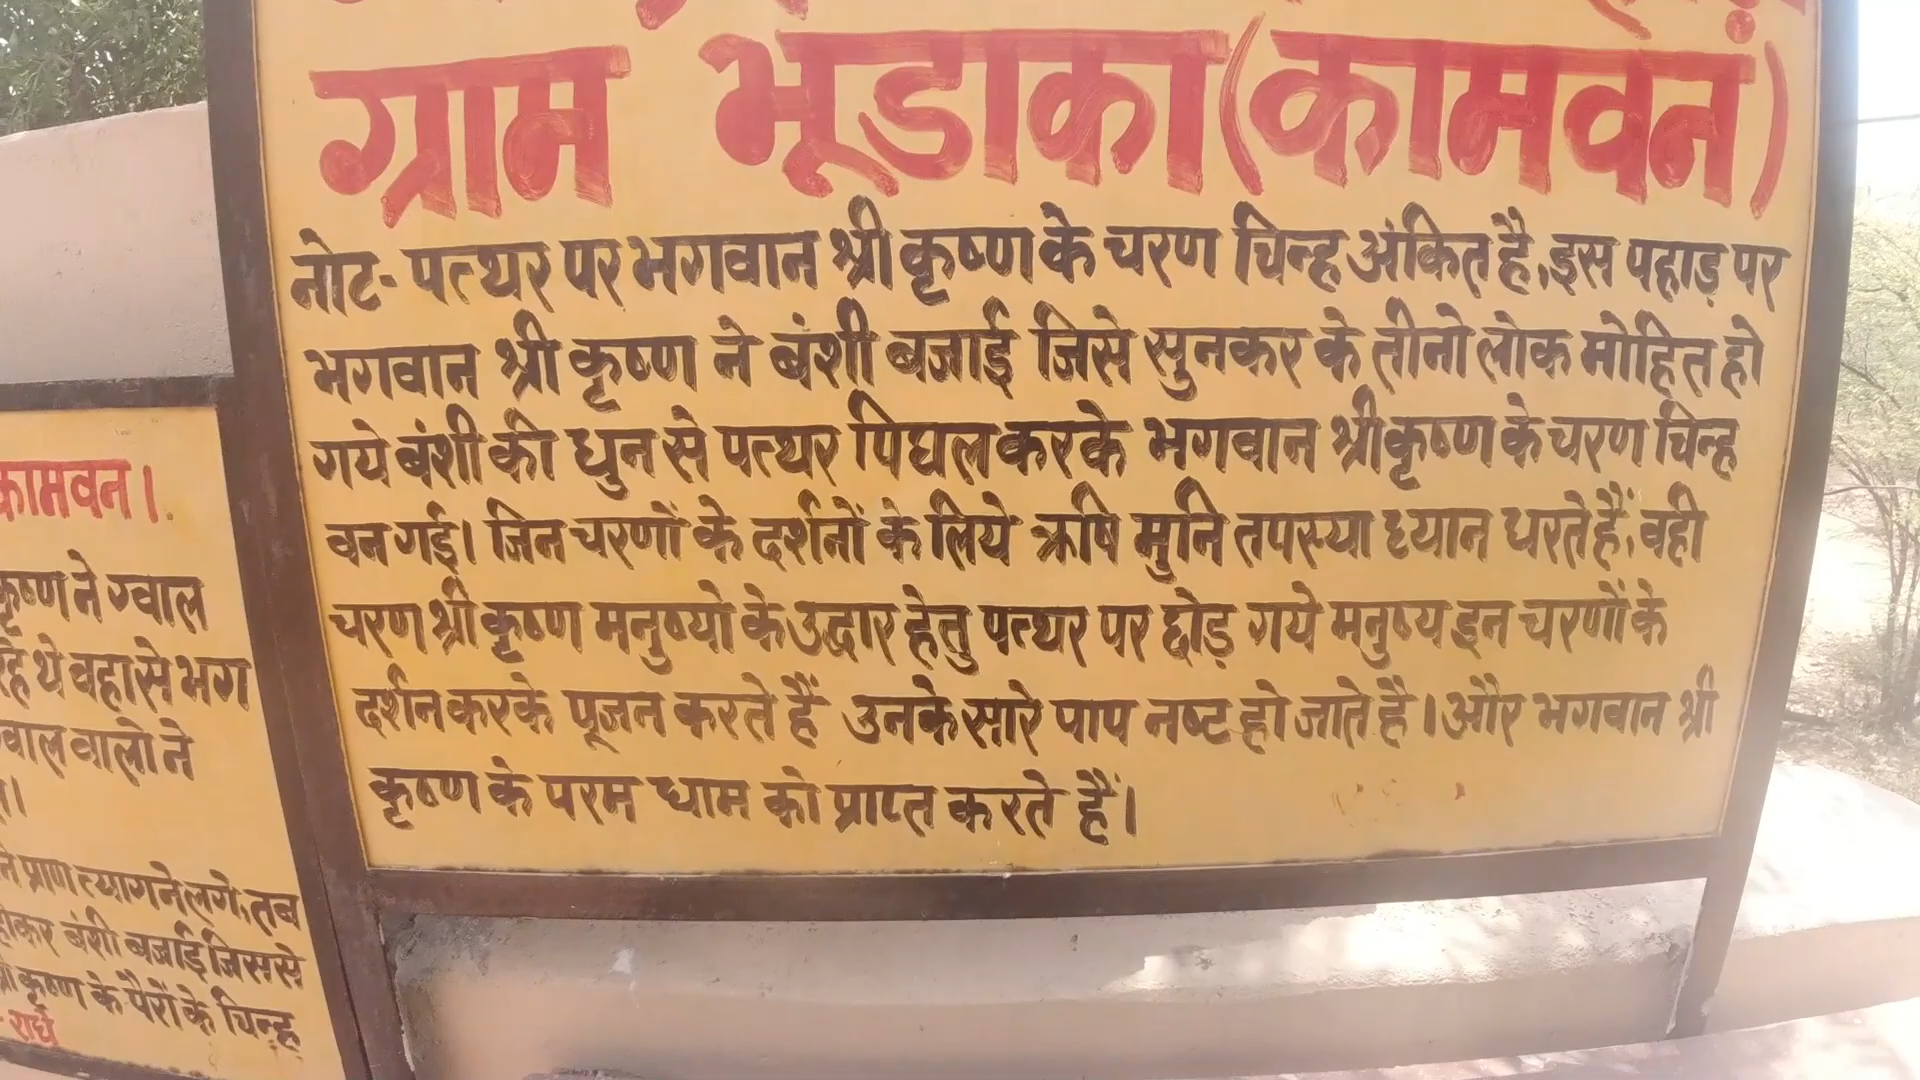 ग्राम भूडाका (कामवन)
नोट- पत्थर पर भगवान श्री कृष्ण के चरण चिन्ह अंकित है, इस पहाड़ पर
भगवान श्री कृष्ण ने बंशी बजाई जिसे सुनकर के तीनो लोक मोहित हो
गये बंशी की धुन से पत्थर पिघल करके भगवान श्री कृष्ण के चरण चिन्ह
वन गई। जिन चरणों के दर्शनों के लिये ऋषि मुनि तपस्या ध्यान धरते हैं, वही
चरण श्री कृष्ण मनुष्यो के उद्धार हेतु पत्थर पर छोड़ गये मनुष्य इन चरणों के
दर्शन करके पूजन करते हैं उनके सारे पाप नष्ट हो जाते है। और भगवान श्री
कृष्ण के परम धाम को प्राप्त करते हैं।
कामवन।
कृष्ण ने ग्वाल
रहे थे वहा से भग
ग्वाल वालो ने
प्राण त्यागने लगे, तब
होकर बंशी बजाई जिससे
श्री कृष्ण के पैरों के चिन्ह
- राधे